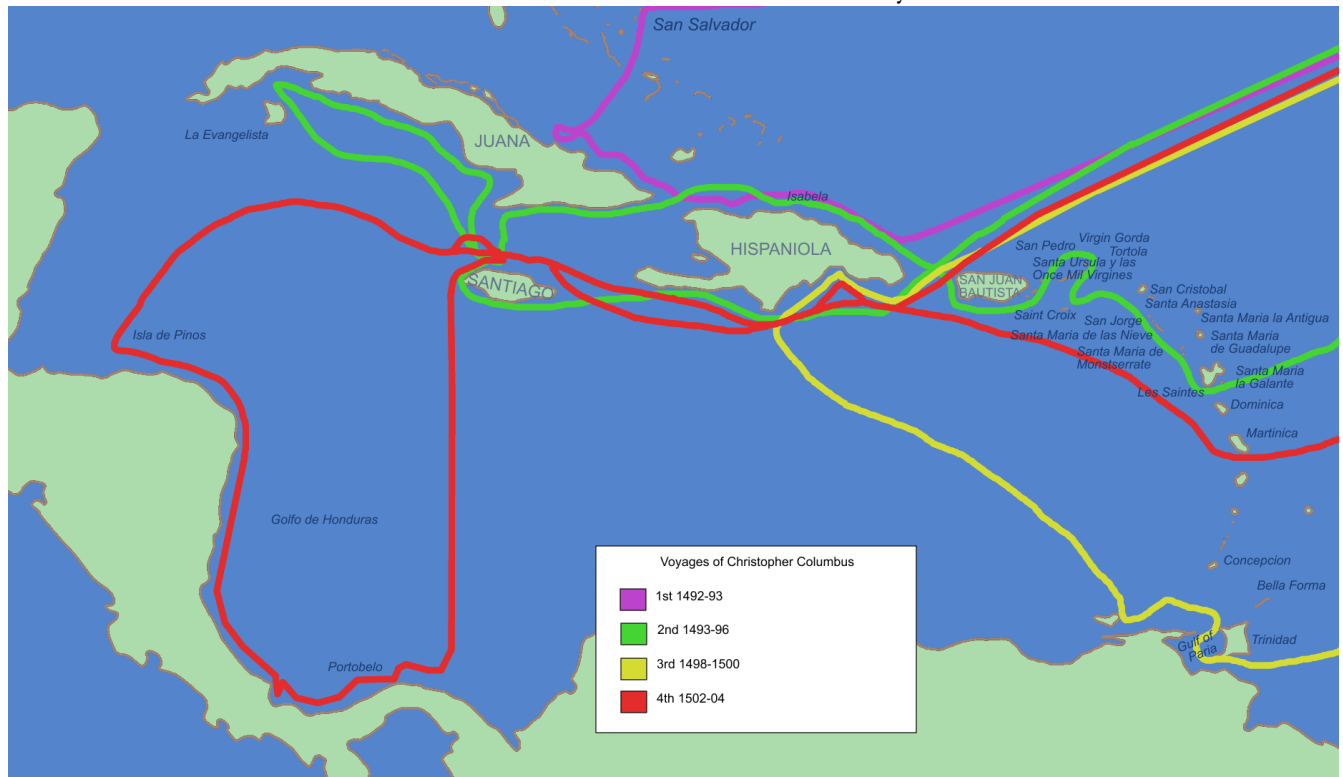 San Salvador
La Evangelista
JUANA
Isabela
HISPANIOLA
SANTIAGO
SAN JUAN
BAUTISTA
San Pedro
Virgin Gorda
Tortola
Santa Ursula y las
Once Mil Virgines
San Cristobal
Santa Anastasia
Saint Croix
San Jorge
Santa Maria la Antigua
Santa Maria de las Nieve
Santa Maria
de Guadalupe
Santa Maria de
Monstserrate
Santa Maria
la Galante
Les Saintes
Dominica
Martinica
Isla de Pinos
Golfo de Honduras
Portobelo
Concepcion
Bella Forma
Trinidad
Gulf of
Paria
Voyages of Christopher Columbus
1st 1492-93
2nd 1493-96
3rd 1498-1500
4th 1502-04